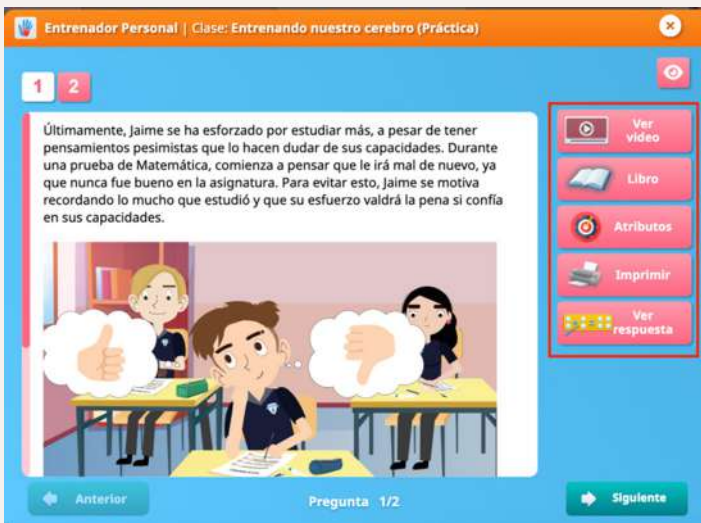 Entrenador Personal | Clase: Entrenando nuestro cerebro (Práctica)
1 2
Últimamente, Jaime se ha esforzado por estudiar más, a pesar de tener
pensamientos pesimistas que lo hacen dudar de sus capacidades. Durante
una prueba de Matemática, comienza a pensar que le irá mal de nuevo, ya
que nunca fue bueno en la asignatura. Para evitar esto, Jaime se motiva
recordando lo mucho que estudió y que su esfuerzo valdrá la pena si confía
en sus capacidades.
Ver
video
Libro
Atributos
Imprimir
Ver
respuesta
Anterior
Pregunta 1/2
Siguiente